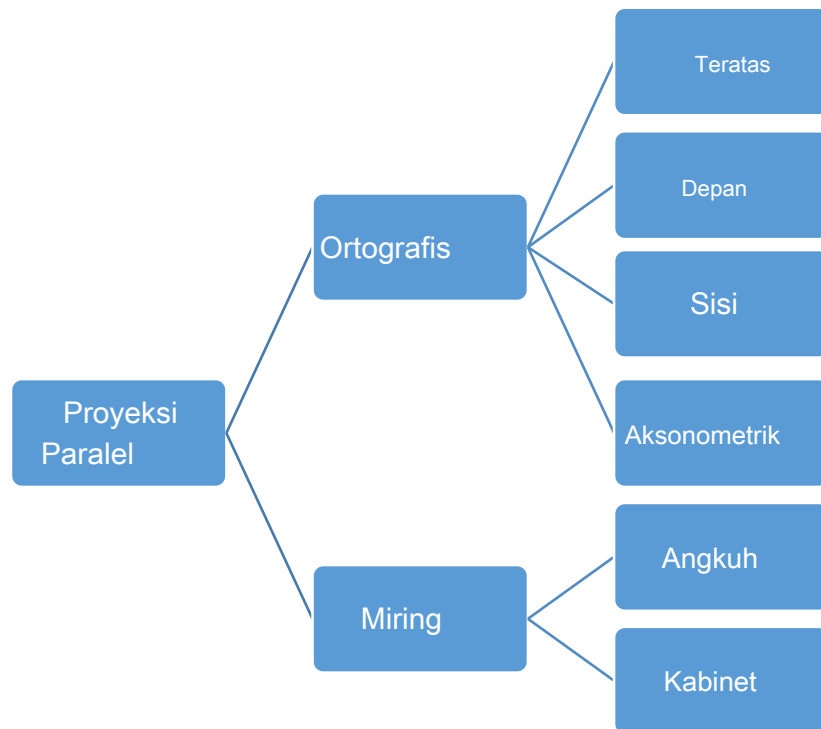 Teratas
Depan
Ortografis
Sisi
Proyeksi
Paralel
Aksonometrik
Angkuh
Miring
Kabinet